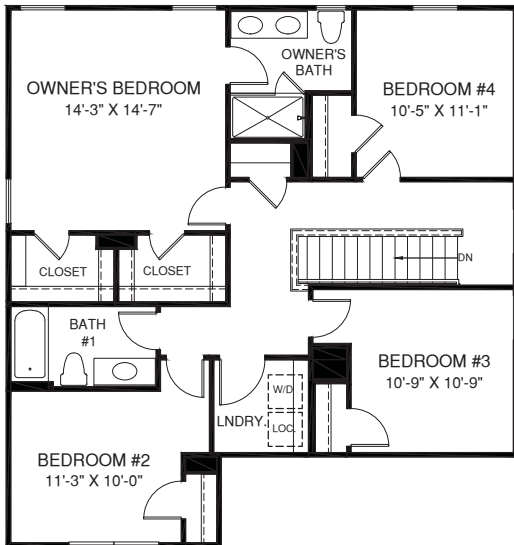 OWNER'S BEDROOM
14'-3" X 14'-7"
OWNER'S
BATH
BEDROOM #4
10'-5" X 11'-1"
CLOSET
CLOSET
DN
BATH
#1
BEDROOM #3
10'-9" X 10'-9"
W/D
LNDRY.
LOC.
BEDROOM #2
11'-3" X 10'-0"